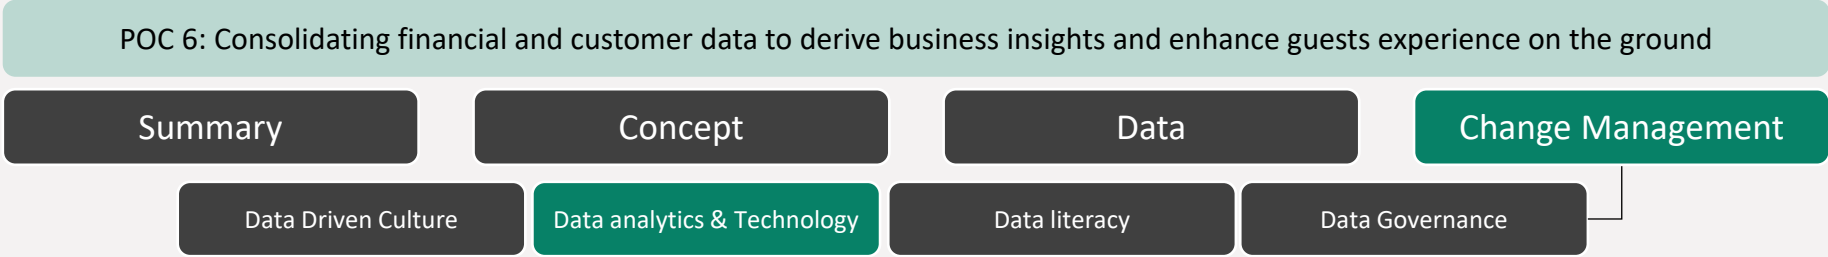 POC 6: Consolidating financial and customer data to derive business insights and enhance guests experience on the ground
Summary
Concept
Data
Change Management
Data Driven Culture
Data analytics & Technology
Data literacy
Data Governance